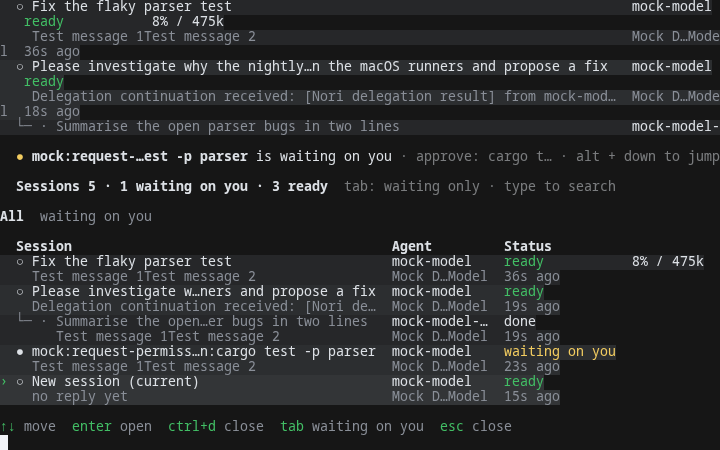 ○ Fix the flaky parser test mock-model
ready 8% / 475k
Test message 1Test message 2 Mock D…Mode
l 36s ago
○ Please investigate why the nightly…n the macOS runners and propose a fix mock-model
ready
Delegation continuation received: [Nori delegation result] from mock-mod… Mock D…Mode
l 18s ago
└─ · Summarise the open parser bugs in two lines mock-model-
● mock:request-…est -p parser is waiting on you · approve: cargo t… · alt + down to jump
Sessions 5 · 1 waiting on you · 3 ready tab: waiting only · type to search
All waiting on you
Session Agent Status
○ Fix the flaky parser test mock-model ready 8% / 475k
Test message 1Test message 2 Mock D…Model 36s ago
○ Please investigate w…ners and propose a fix mock-model ready
Delegation continuation received: [Nori de… Mock D…Model 19s ago
└─ · Summarise the open…er bugs in two lines mock-model-… done
Test message 1Test message 2 Mock D…Model 19s ago
● mock:request-permiss…n:cargo test -p parser mock-model waiting on you
Test message 1Test message 2 Mock D…Model 23s ago
› ○ New session (current) mock-model ready
no reply yet Mock D…Model 15s ago
↑↓ move enter open ctrl+d close tab waiting on you esc close